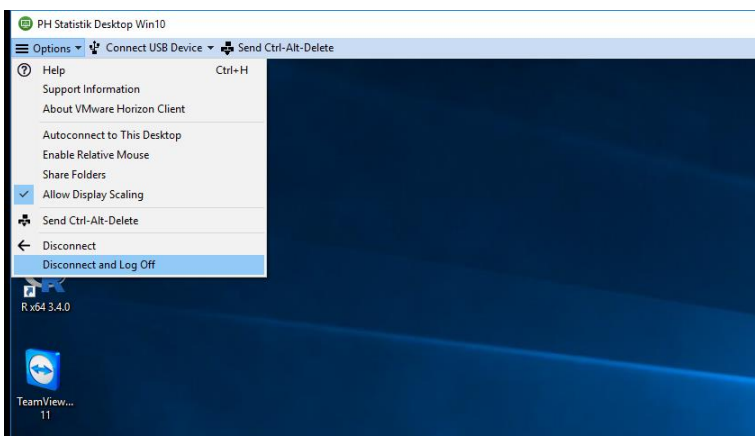 PH Statistik Desktop Win10
Options Connect USB Device Send Ctrl-Alt-Delete
Help Ctrl+H
Support Information
About VMware Horizon Client
Autoconnect to This Desktop
Enable Relative Mouse
Share Folders
Allow Display Scaling
Send Ctrl-Alt-Delete
Disconnect
Disconnect and Log Off
R x64 3.4.0
TeamView...
11